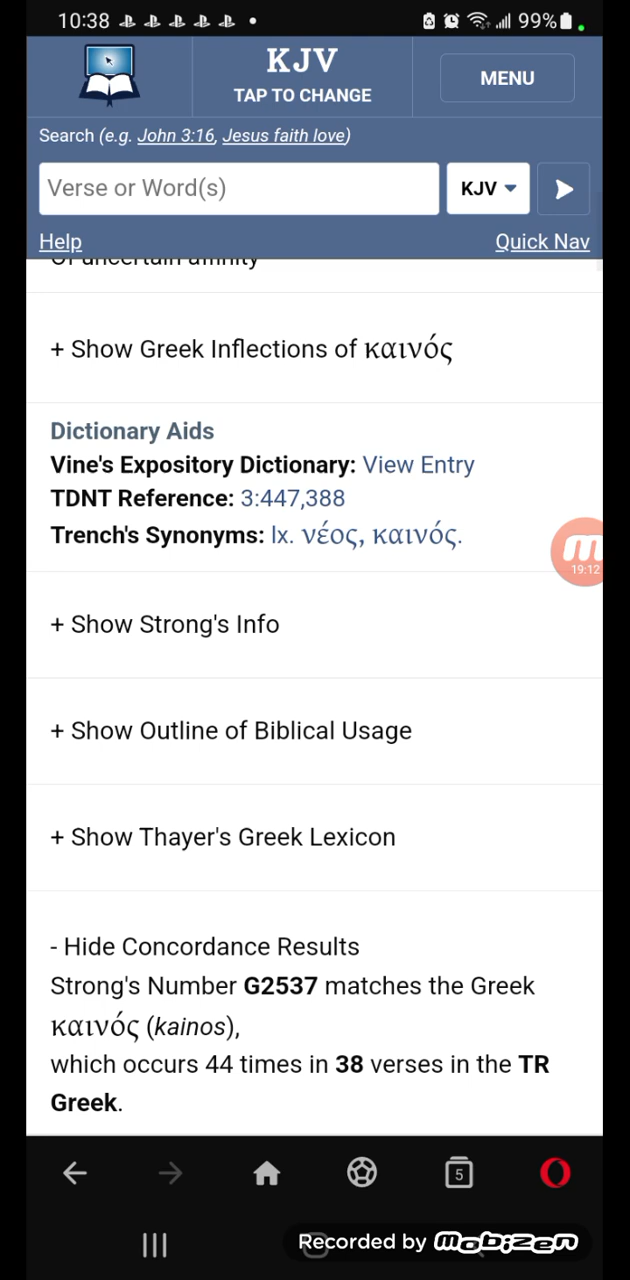 10:38
99%
KJV
TAP TO CHANGE
MENU
Search (e.g. John 3:16, Jesus faith love)
Verse or Word(s)
KJV
Help
Quick Nav
Of uncertain affinity
+ Show Greek Inflections of καινός
Dictionary Aids
Vine's Expository Dictionary: View Entry
TDNT Reference: 3:447,388
Trench's Synonyms: lx. νέος, καινός.
19:12
+ Show Strong's Info
+ Show Outline of Biblical Usage
+ Show Thayer's Greek Lexicon
- Hide Concordance Results
Strong's Number G2537 matches the Greek
καινός (kainos),
which occurs 44 times in 38 verses in the TR
Greek.
5
Recorded by mobizen